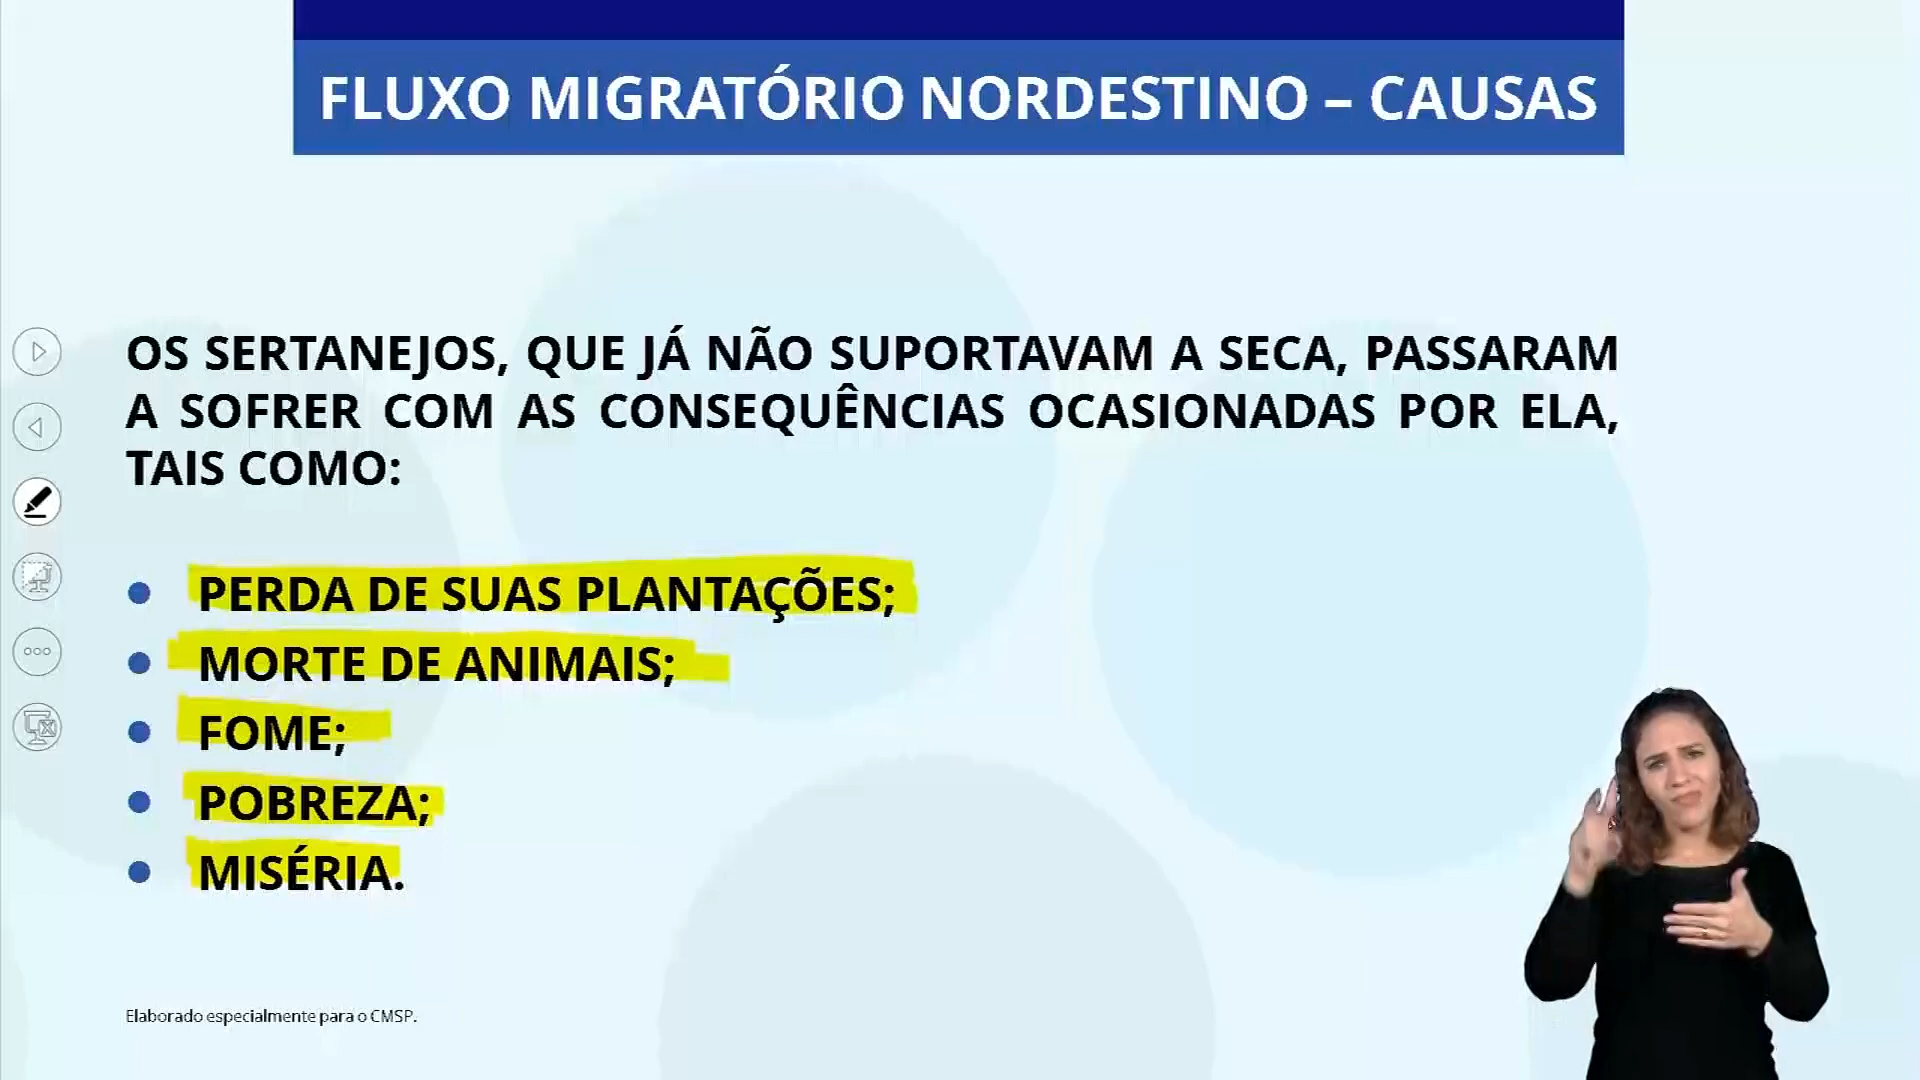 FLUXO MIGRATÓRIO NORDESTINO – CAUSAS
OS SERTANEJOS, QUE JÁ NÃO SUPORTAVAM A SECA, PASSARAM
A SOFRER COM AS CONSEQUÊNCIAS OCASIONADAS POR ELA,
TAIS COMO:
• PERDA DE SUAS PLANTAÇÕES;
• MORTE DE ANIMAIS;
• FOME;
• POBREZA;
• MISÉRIA.
Elaborado especialmente para o CMSP.